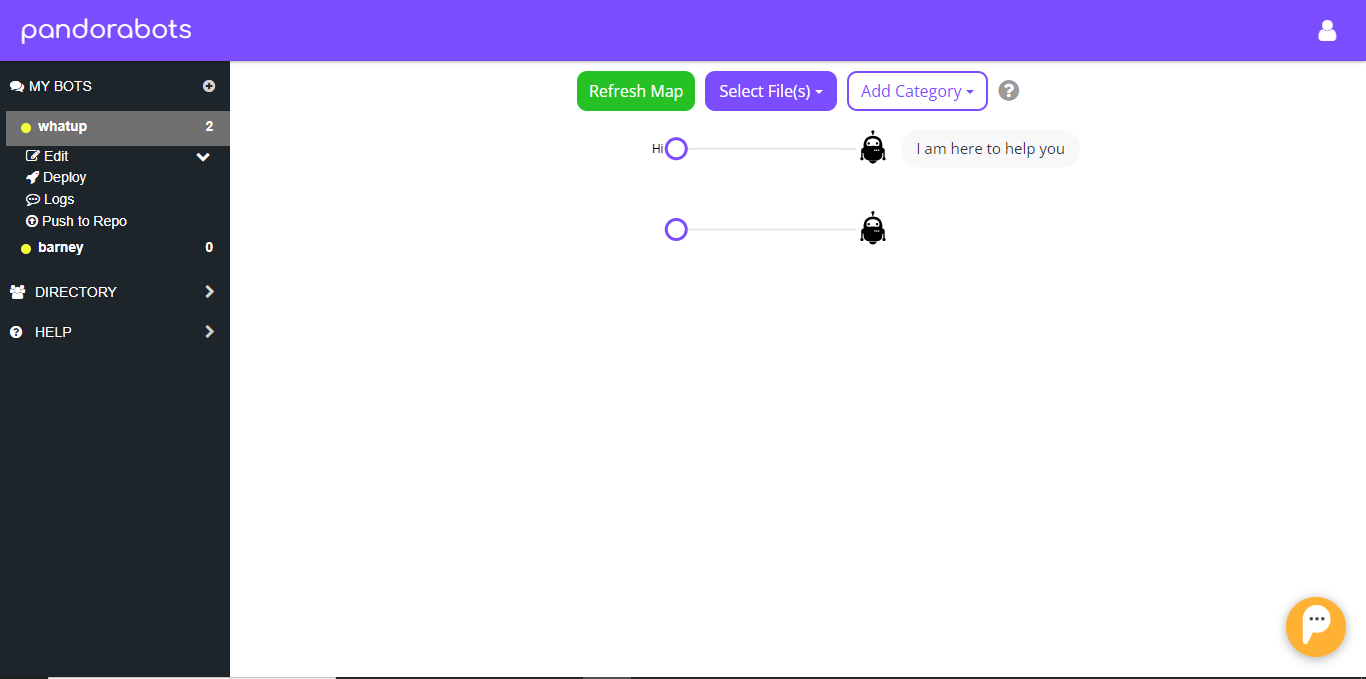 pandorabots
MY BOTS
whatup 2
Edit
Deploy
Logs
Push to Repo
barney 0
DIRECTORY
HELP
Refresh Map Select File(s) Add Category
Hi I am here to help you